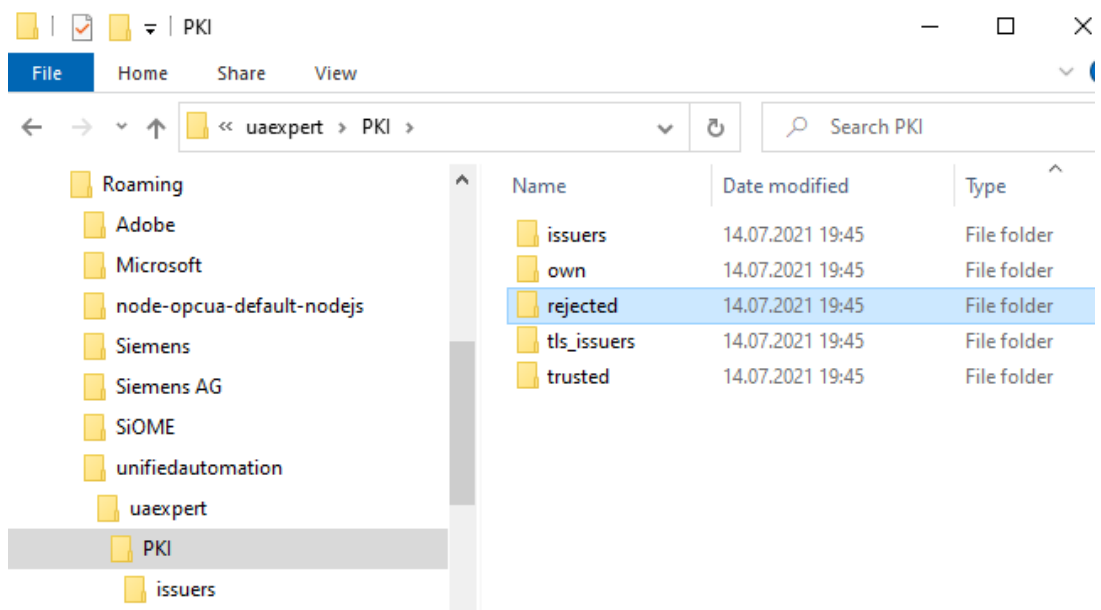 PKI
File Home Share View
« uaexpert › PKI ›
Search PKI
Roaming
Adobe
Microsoft
node-opcua-default-nodejs
Siemens
Siemens AG
SiOME
unifiedautomation
uaexpert
PKI
issuers
Name Date modified Type
issuers 14.07.2021 19:45 File folder
own 14.07.2021 19:45 File folder
rejected 14.07.2021 19:45 File folder
tls_issuers 14.07.2021 19:45 File folder
trusted 14.07.2021 19:45 File folder